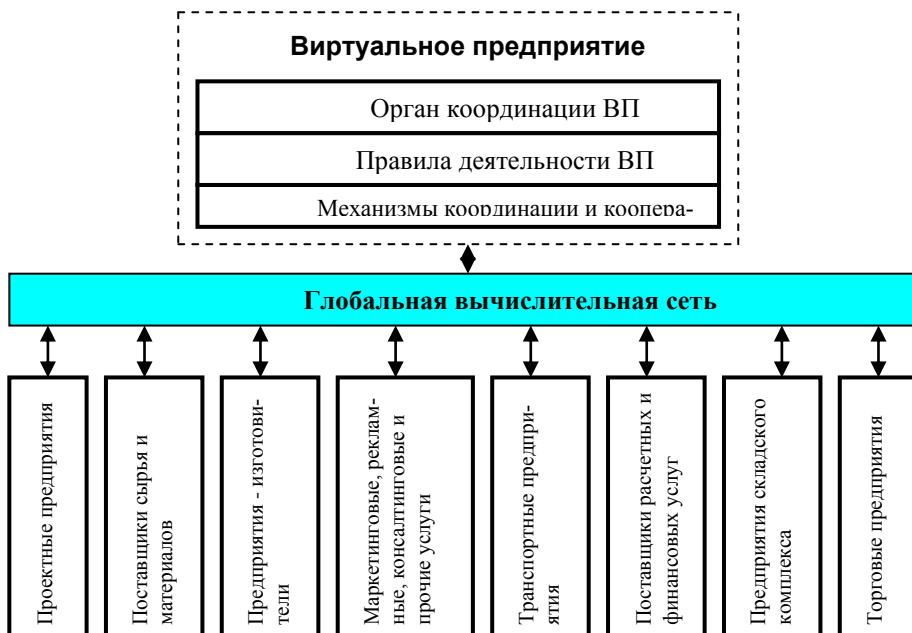 Виртуальное предприятие
Орган координации ВП
Правила деятельности ВП
Механизмы координации и коопера-
Глобальная вычислительная сеть
Проектные предприятия
Поставщики сырья и
материалов
Предприятия - изготови-
тели
Маркетинговые, реклам-
ные, консалтинговые и
прочие услуги
Транспортные предпри-
ятия
Поставщики расчетных и
финансовых услуг
Предприятия складского
комплекса
Торговые предприятия